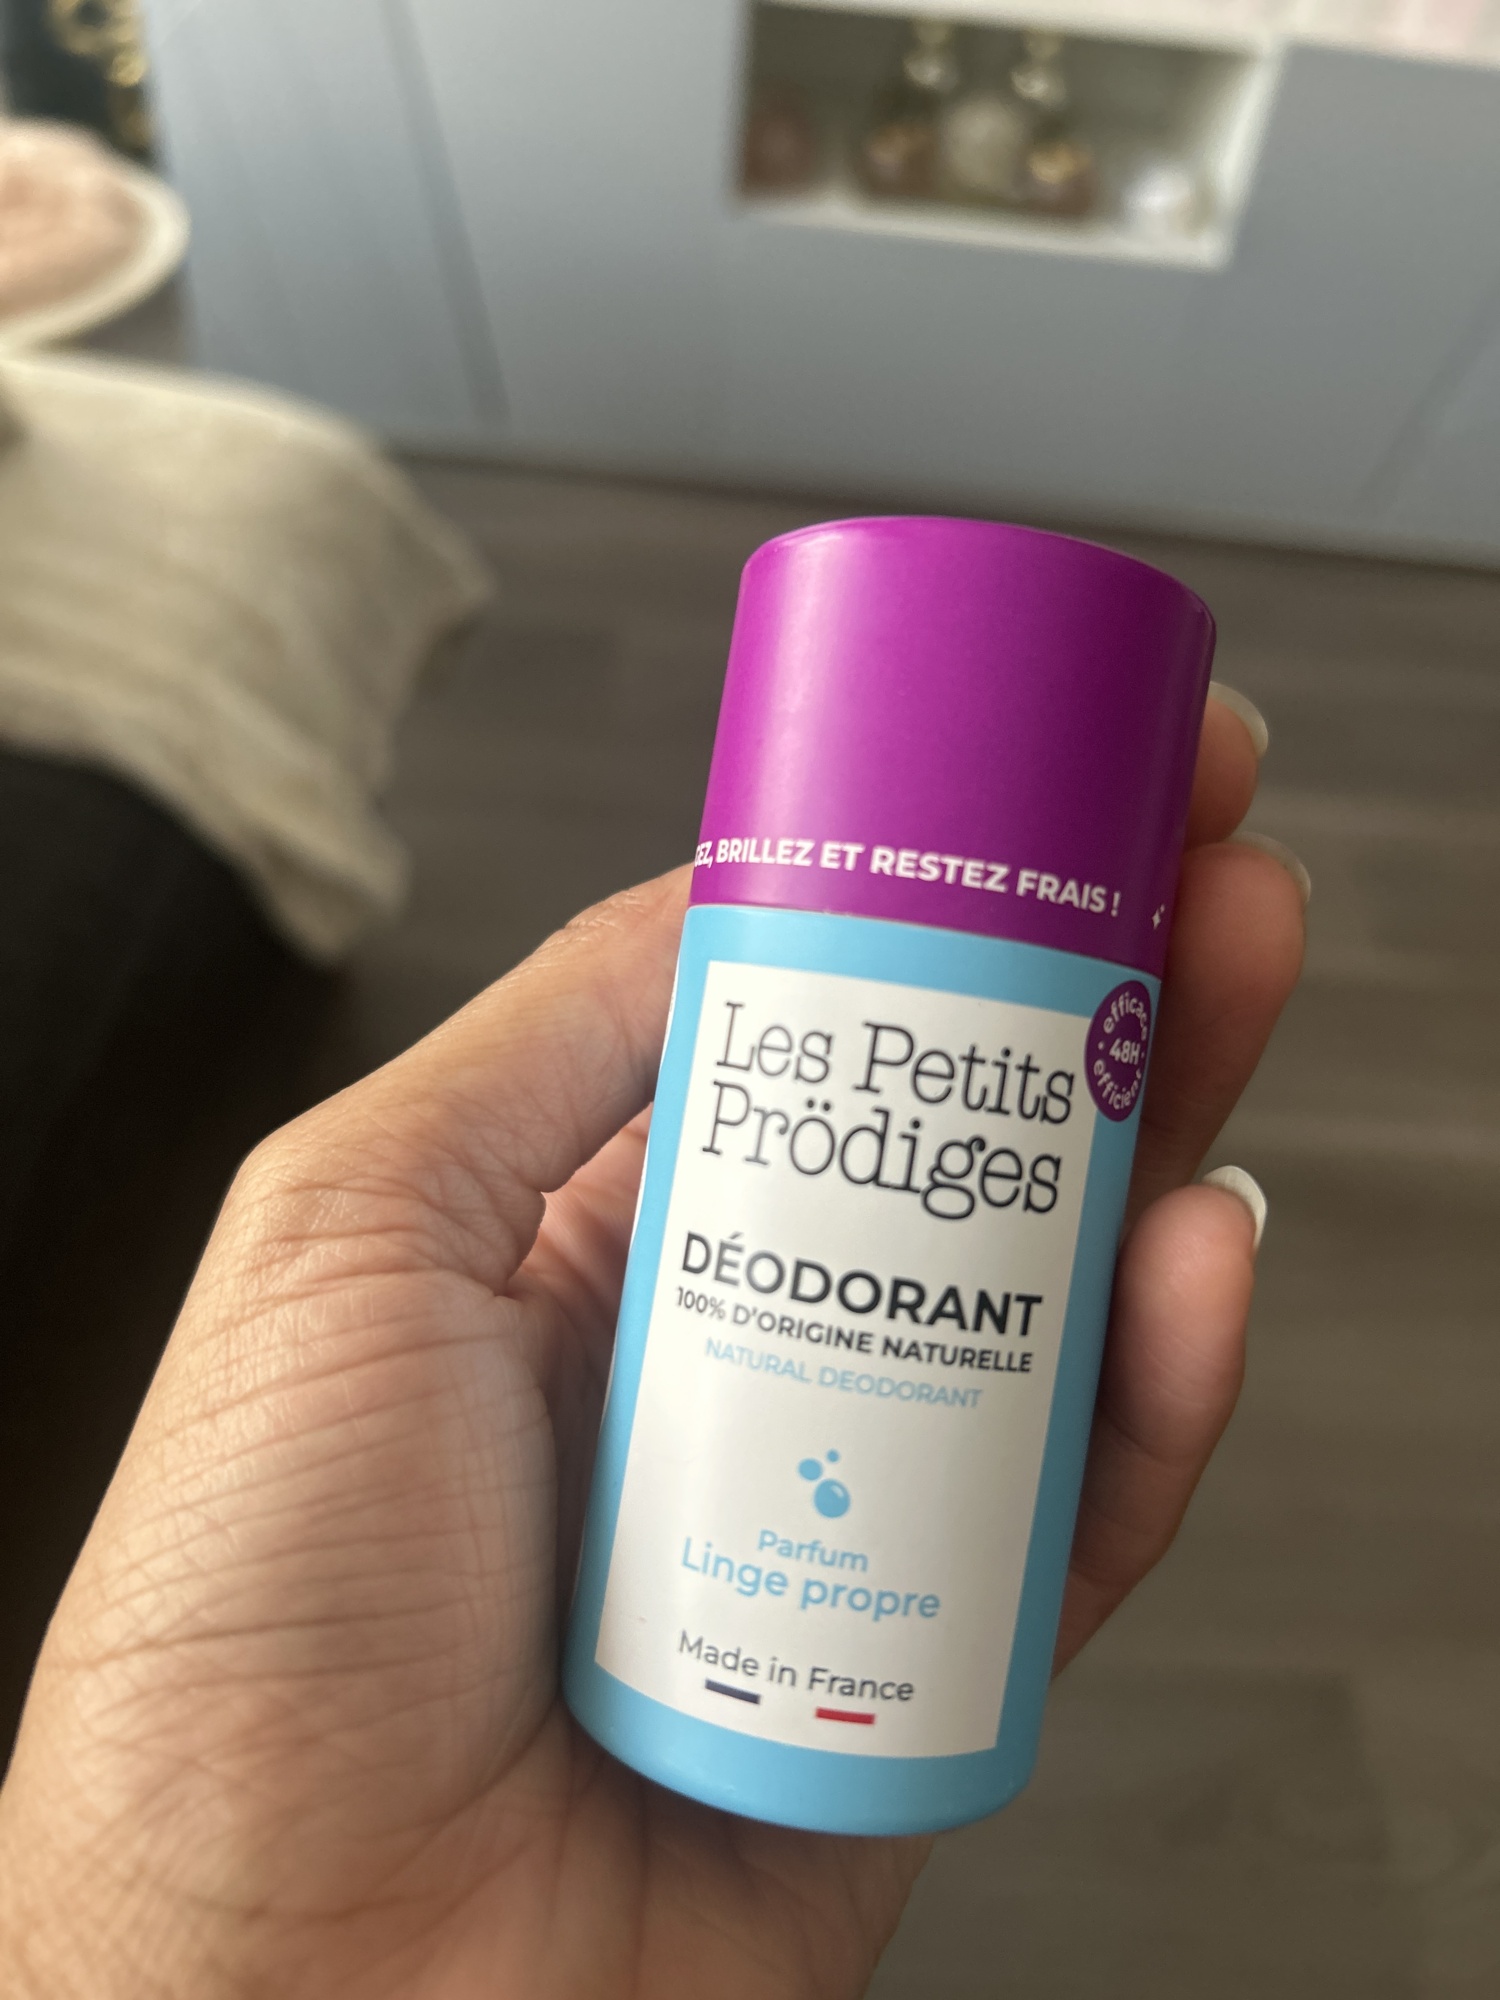 BRILLEZ ET RESTEZ FRAIS !
efficace
48H
efficient
Les Petits
Prödiges
DÉODORANT
100% D'ORIGINE NATURELLE
NATURAL DEODORANT
Parfum
Linge propre
Made in France